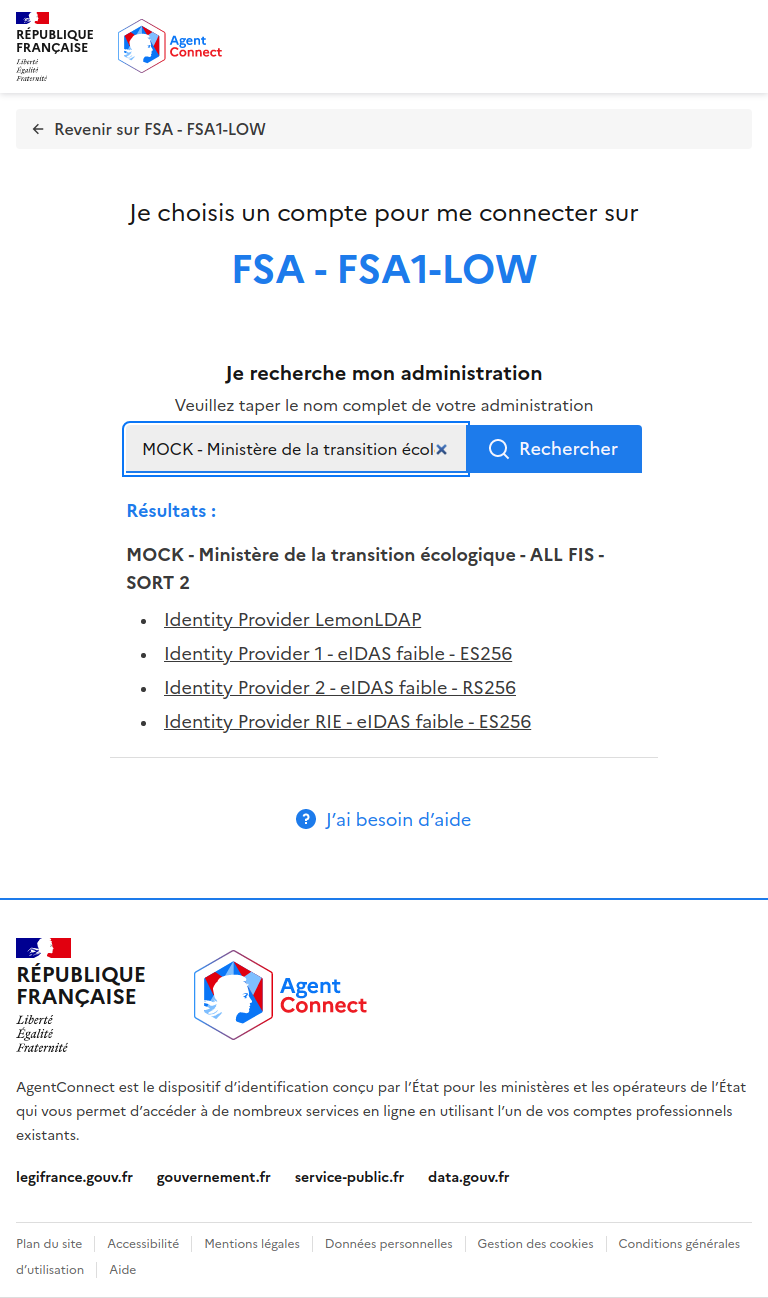 RÉPUBLIQUE
FRANÇAISE
Liberté
Égalité
Fraternité
Agent
Connect
← Revenir sur FSA - FSA1-LOW
Je choisis un compte pour me connecter sur
FSA - FSA1-LOW
Je recherche mon administration
Veuillez taper le nom complet de votre administration
MOCK - Ministère de la transition écol
Rechercher
Résultats :
MOCK - Ministère de la transition écologique - ALL FIS -
SORT 2
• Identity Provider LemonLDAP
• Identity Provider 1 - eIDAS faible - ES256
• Identity Provider 2 - eIDAS faible - RS256
• Identity Provider RIE - eIDAS faible - ES256
? J’ai besoin d’aide
RÉPUBLIQUE
FRANÇAISE
Liberté
Égalité
Fraternité
Agent
Connect
AgentConnect est le dispositif d’identification conçu par l’État pour les ministères et les opérateurs de l’État
qui vous permet d’accéder à de nombreux services en ligne en utilisant l’un de vos comptes professionnels
existants.
legifrance.gouv.fr gouvernement.fr service-public.fr data.gouv.fr
Plan du site Accessibilité Mentions légales Données personnelles Gestion des cookies Conditions générales
d’utilisation Aide